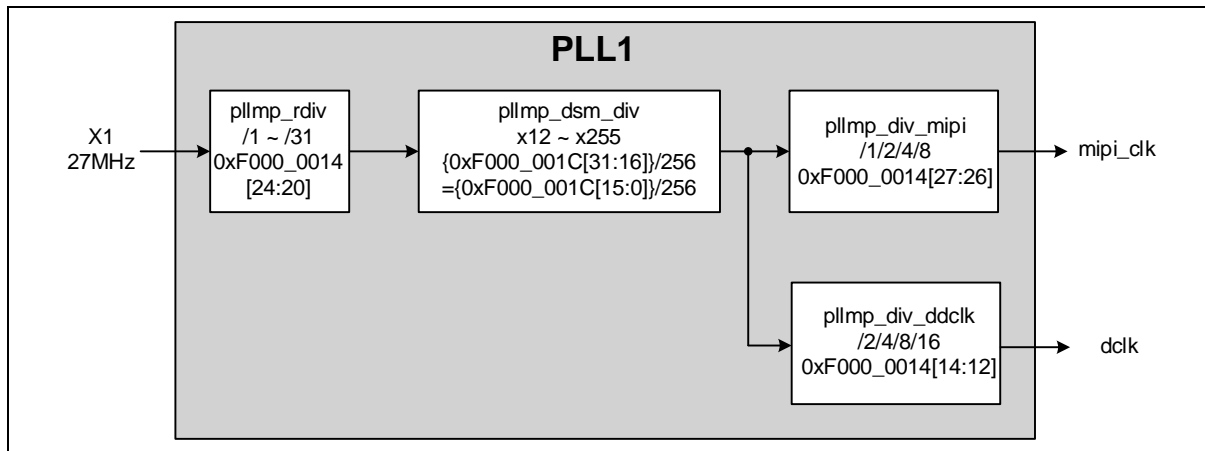 PLL1
X1
27MHz
pllmp_rdiv
/1 ~ /31
0xF000_0014
[24:20]
pllmp_dsm_div
x12 ~ x255
{0xF000_001C[31:16]}/256
={0xF000_001C[15:0]}/256
pllmp_div_mipi
/1/2/4/8
0xF000_0014[27:26]
mipi_clk
pllmp_div_ddclk
/2/4/8/16
0xF000_0014[14:12]
dclk